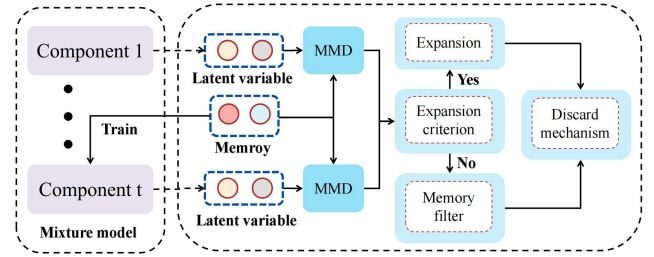 Component 1
Train
Component t
Mixture model
Latent variable
Memroy
Latent variable
MMD
MMD
Expansion
Yes
Expansion
criterion
No
Memory
filter
Discard
mechanism